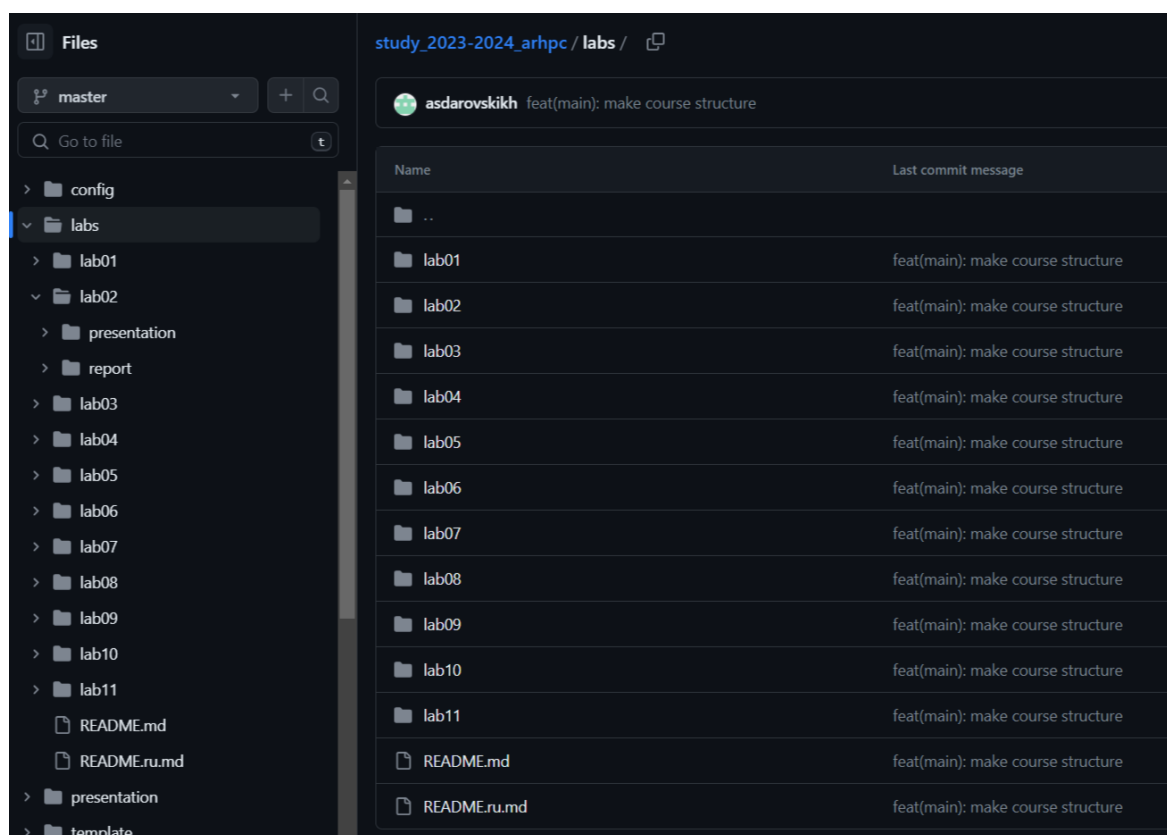 Files
master
Go to file
t
config
labs
lab01
lab02
presentation
report
lab03
lab04
lab05
lab06
lab07
lab08
lab09
lab10
lab11
README.md
README.ru.md
presentation
template
study_2023-2024_arhpc / labs /
asdarovskikh feat(main): make course structure
Name Last commit message
..
lab01 feat(main): make course structure
lab02 feat(main): make course structure
lab03 feat(main): make course structure
lab04 feat(main): make course structure
lab05 feat(main): make course structure
lab06 feat(main): make course structure
lab07 feat(main): make course structure
lab08 feat(main): make course structure
lab09 feat(main): make course structure
lab10 feat(main): make course structure
lab11 feat(main): make course structure
README.md feat(main): make course structure
README.ru.md feat(main): make course structure